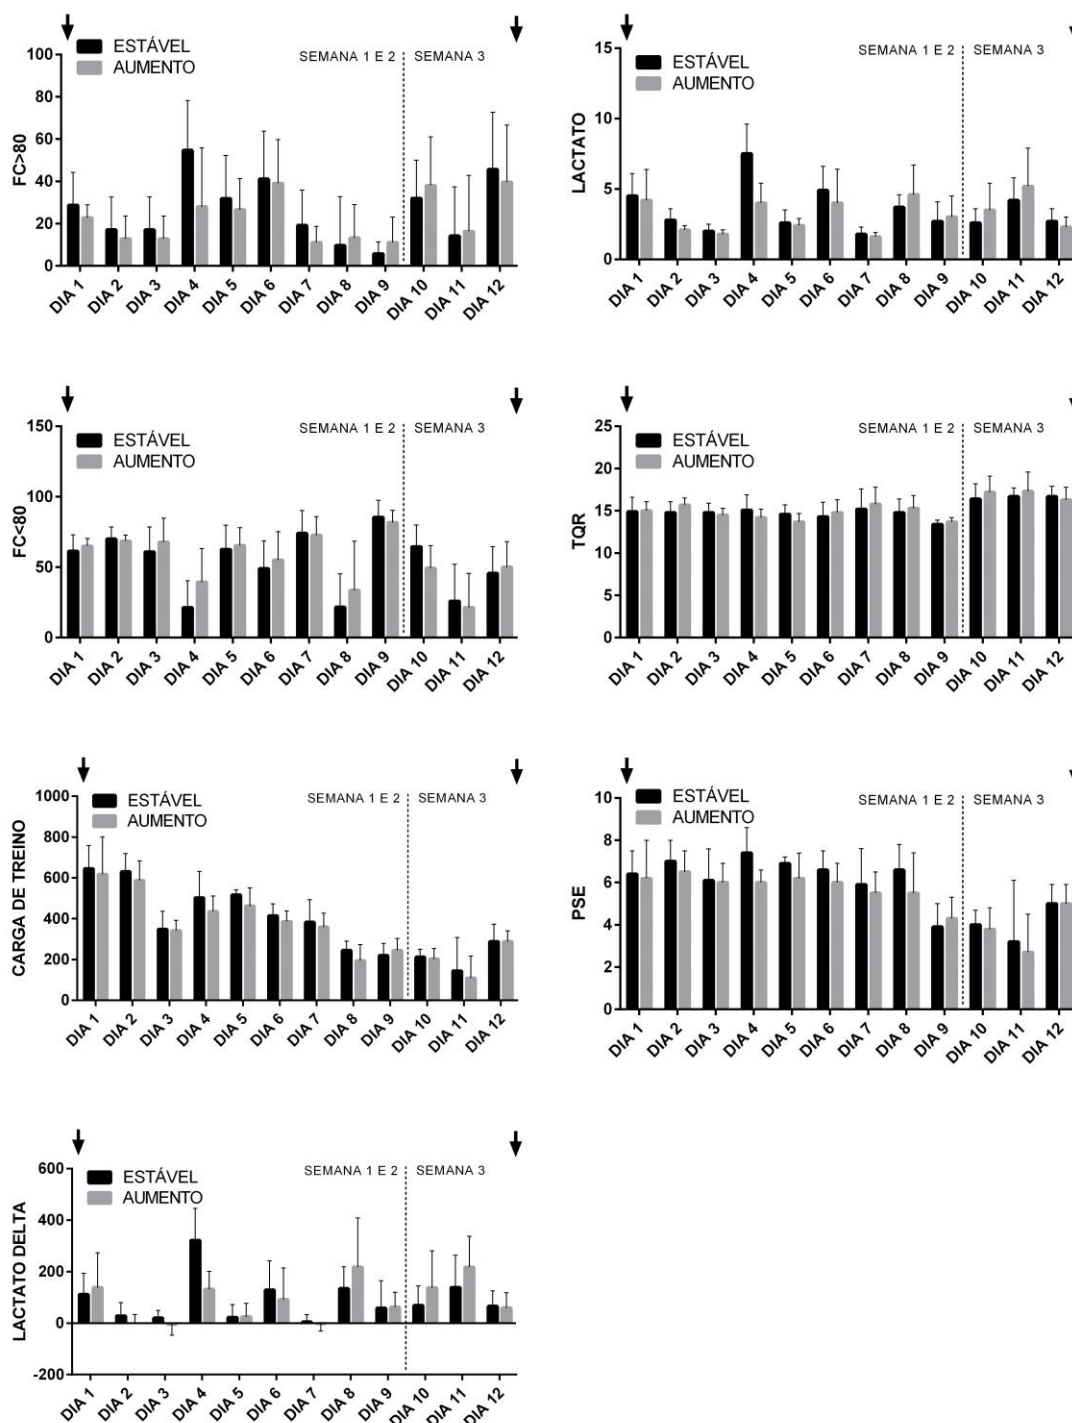 ESTÁVEL
AUMENTO
SEMANA 1 E 2
SEMANA 3
FC>80
100
80
60
40
20
0
DIA 1
DIA 2
DIA 3
DIA 4
DIA 5
DIA 6
DIA 7
DIA 8
DIA 9
DIA 10
DIA 11
DIA 12
ESTÁVEL
AUMENTO
SEMANA 1 E 2
SEMANA 3
LACTATO
15
10
5
0
DIA 1
DIA 2
DIA 3
DIA 4
DIA 5
DIA 6
DIA 7
DIA 8
DIA 9
DIA 10
DIA 11
DIA 12
ESTÁVEL
AUMENTO
SEMANA 1 E 2
SEMANA 3
FC<80
150
100
50
0
DIA 1
DIA 2
DIA 3
DIA 4
DIA 5
DIA 6
DIA 7
DIA 8
DIA 9
DIA 10
DIA 11
DIA 12
ESTÁVEL
AUMENTO
SEMANA 1 E 2
SEMANA 3
TQR
25
20
15
10
5
0
DIA 1
DIA 2
DIA 3
DIA 4
DIA 5
DIA 6
DIA 7
DIA 8
DIA 9
DIA 10
DIA 11
DIA 12
ESTÁVEL
AUMENTO
SEMANA 1 E 2
SEMANA 3
CARGA DE TREINO
1000
800
600
400
200
0
DIA 1
DIA 2
DIA 3
DIA 4
DIA 5
DIA 6
DIA 7
DIA 8
DIA 9
DIA 10
DIA 11
DIA 12
ESTÁVEL
AUMENTO
SEMANA 1 E 2
SEMANA 3
PSE
10
8
6
4
2
0
DIA 1
DIA 2
DIA 3
DIA 4
DIA 5
DIA 6
DIA 7
DIA 8
DIA 9
DIA 10
DIA 11
DIA 12
ESTÁVEL
AUMENTO
SEMANA 1 E 2
SEMANA 3
LACTATO DELTA
600
400
200
0
-200
DIA 1
DIA 2
DIA 3
DIA 4
DIA 5
DIA 6
DIA 7
DIA 8
DIA 9
DIA 10
DIA 11
DIA 12